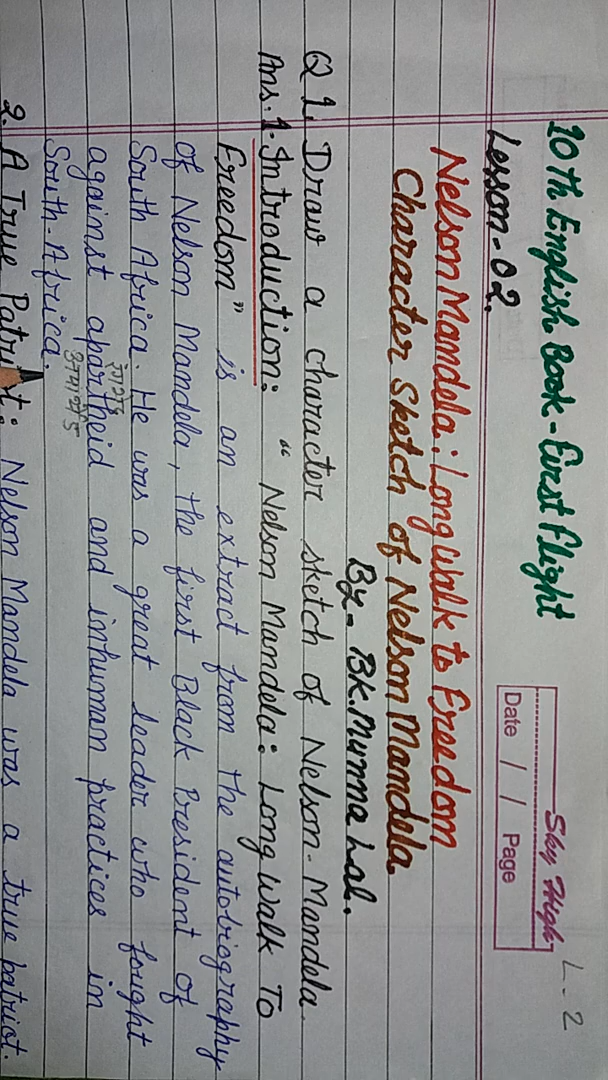 Sky High
L-2
Date / / Page
10th English Book - First Flight
Lesson-02.
Nelson Mandela: Long Walk to Freedom
Character Sketch of Nelson Mandela.
By- BK. Munna Lal.
Q 1. Draw a character sketch of Nelson-Mandela.
Ans. 1. Introduction: "Nelson Mandela: Long Walk To
Freedom" is an extract from the autobiography
of Nelson Mandela, the first Black President of
South Africa. He was a great leader who fought
रंगभेद
against apartheid and inhuman practices in
अपार्थेड
South-Africa.
2. A True Patriot: Nelson Mandela was a true patriot.